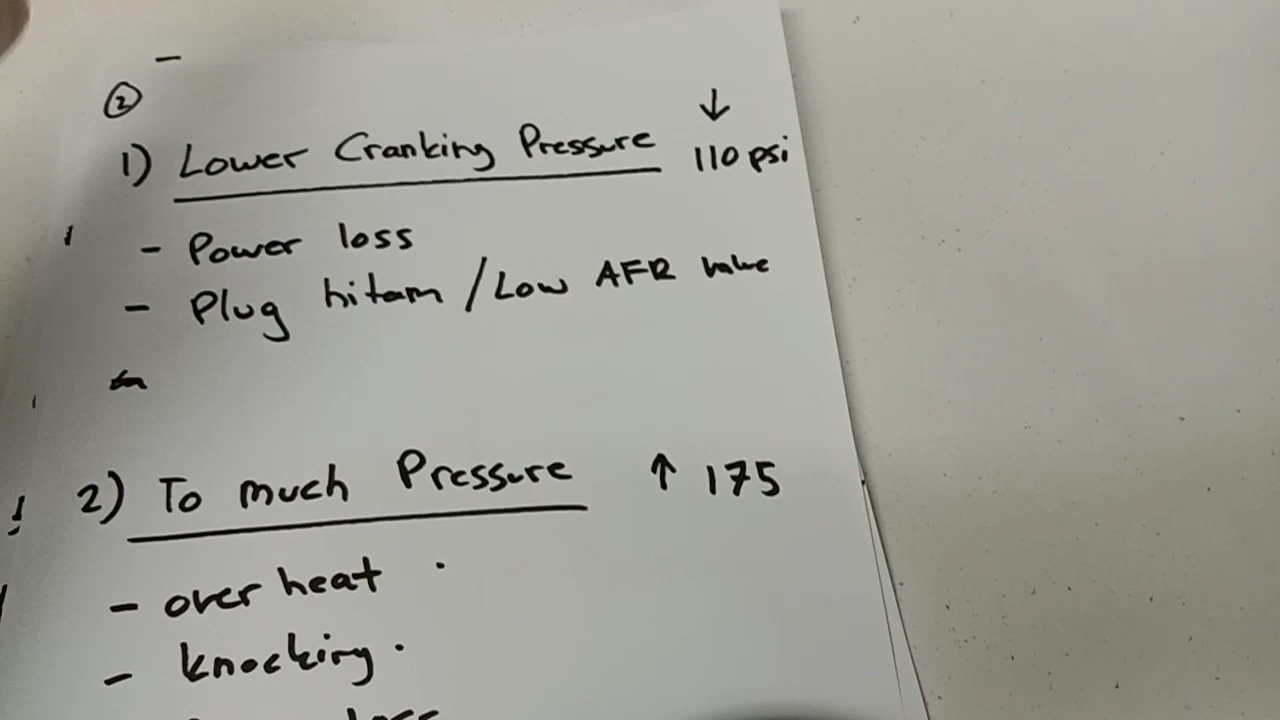 ②
↓
1) Lower Cranking Pressure 110 psi
- Power loss
- Plug hitam / Low AFR value
2) To much Pressure ↑ 175
- over heat
- knocking
loss